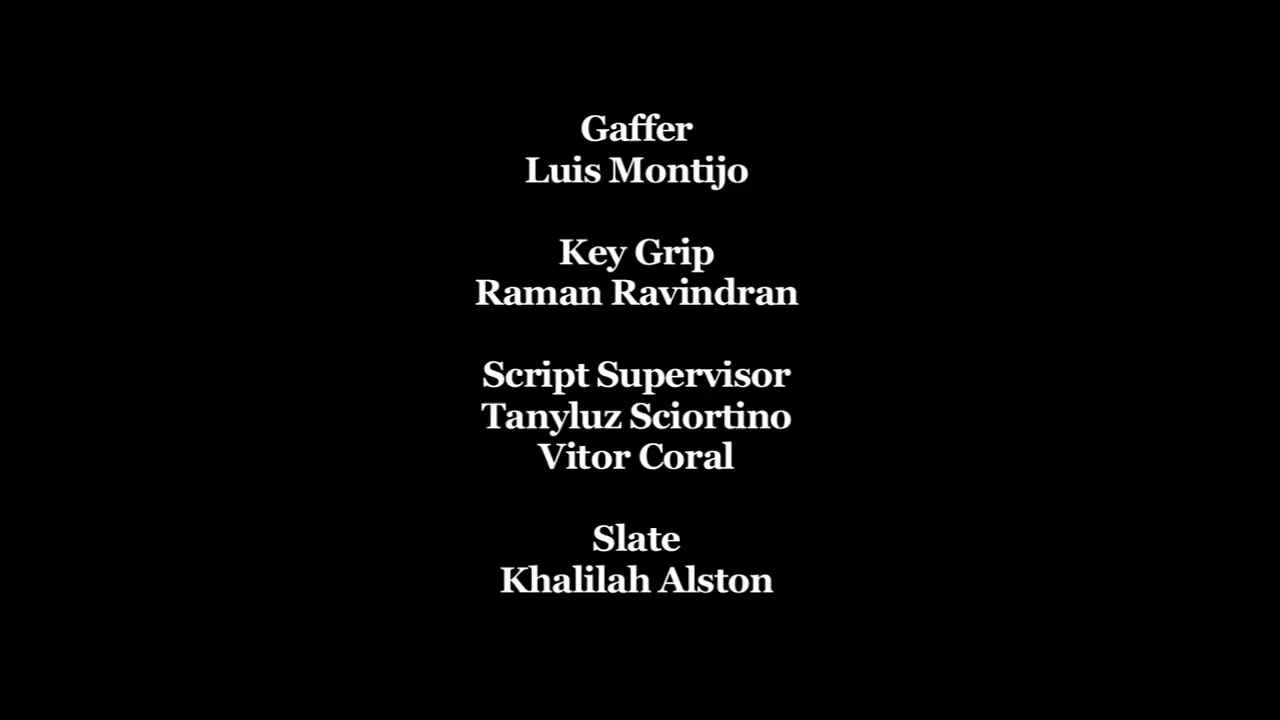 Gaffer
Luis Montijo
Key Grip
Raman Ravindran
Script Supervisor
Tanyluz Sciortino
Vitor Coral
Slate
Khalilah Alston